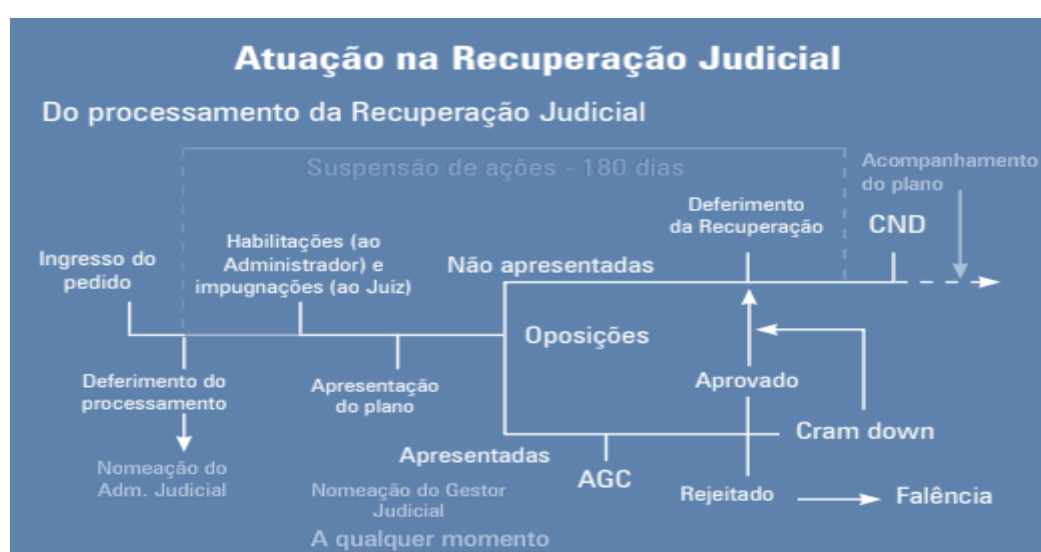 Atuação na Recuperação Judicial
Do processamento da Recuperação Judicial
Suspensão de ações - 180 dias
Acompanhamento
do plano
Deferimento
da Recuperação
CND
Habilitações (ao
Administrador) e
impugnações (ao Juiz)
Ingresso do
pedido
Não apresentadas
Oposições
Deferimento do
processamento
Apresentação
do plano
Aprovado
Cram down
Apresentadas
AGC
Nomeação do
Adm. Judicial
Nomeação do Gestor
Judicial
Rejeitado
Falência
A qualquer momento